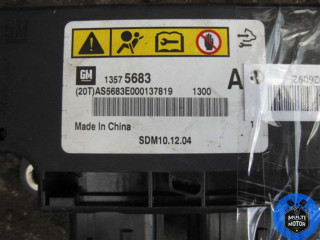 GM
1357 5683
A
(20T)AS5683E000137819 1300
Made In China
SDM10.12.04
MULTI
MOTOR